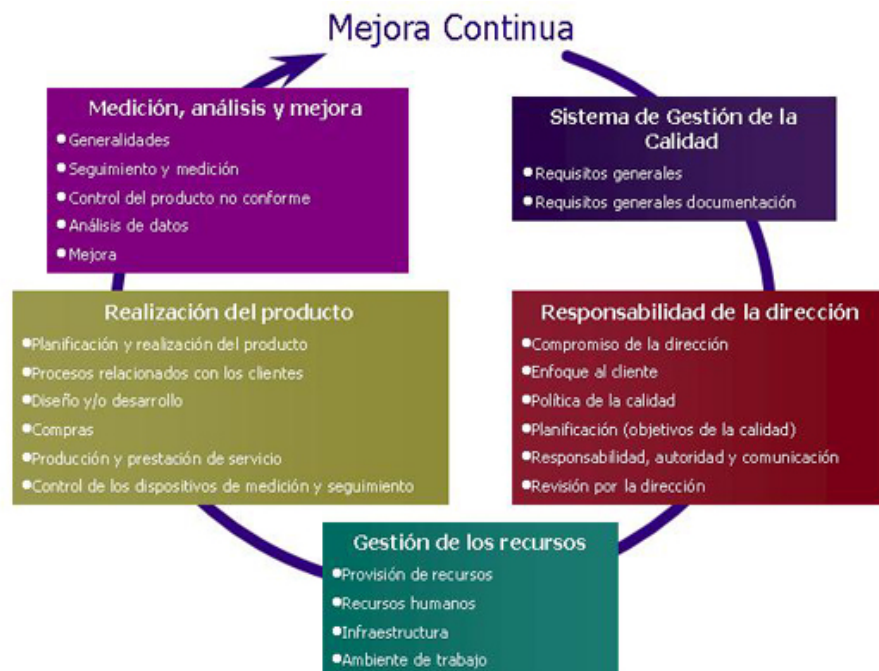 Mejora Continua
Medición, análisis y mejora
Generalidades
Seguimiento y medición
Control del producto no conforme
Análisis de datos
Mejora
Sistema de Gestión de la
Calidad
Requisitos generales
Requisitos generales documentación
Realización del producto
Planificación y realización del producto
Procesos relacionados con los clientes
Diseño y/o desarrollo
Compras
Producción y prestación de servicio
Control de los dispositivos de medición y seguimiento
Responsabilidad de la dirección
Compromiso de la dirección
Enfoque al cliente
Política de la calidad
Planificación (objetivos de la calidad)
Responsabilidad, autoridad y comunicación
Revisión por la dirección
Gestión de los recursos
Provisión de recursos
Recursos humanos
Infraestructura
Ambiente de trabajo